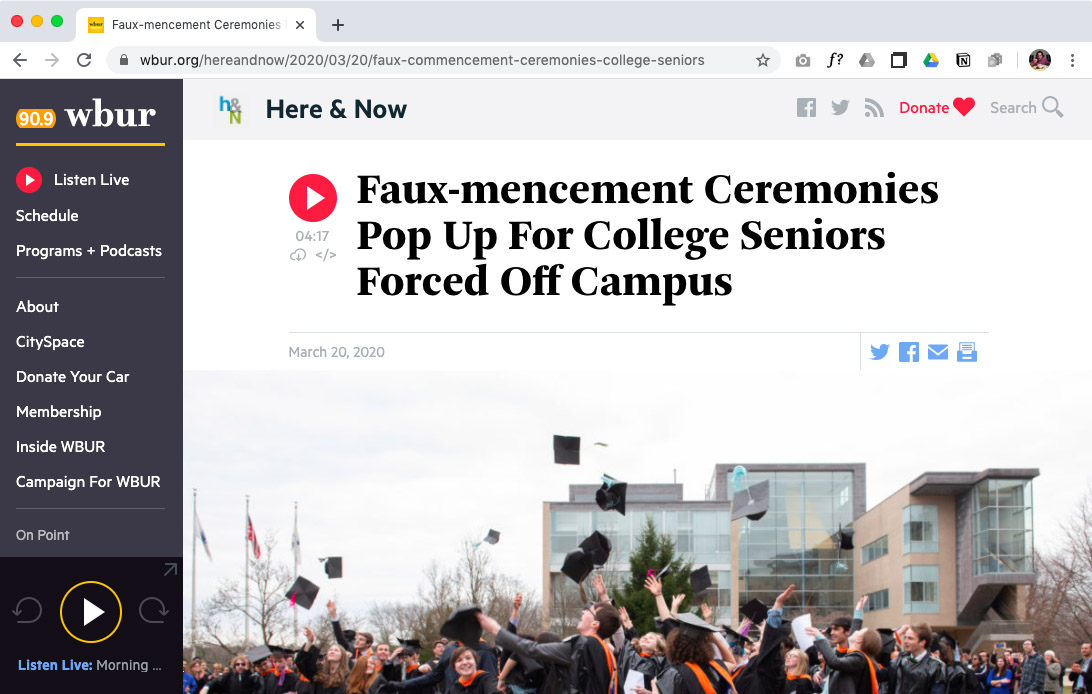 wbur
Faux-mencement Ceremonies
wbur.org/hereandnow/2020/03/20/faux-commencement-ceremonies-college-seniors
f?
N
90.9 wbur
Listen Live
Schedule
Programs + Podcasts
About
CitySpace
Donate Your Car
Membership
Inside WBUR
Campaign For WBUR
On Point
Listen Live: Morning ...
h&N
Here & Now
Donate
Search
Faux-mencement Ceremonies
Pop Up For College Seniors
Forced Off Campus
04:17
</>
March 20, 2020